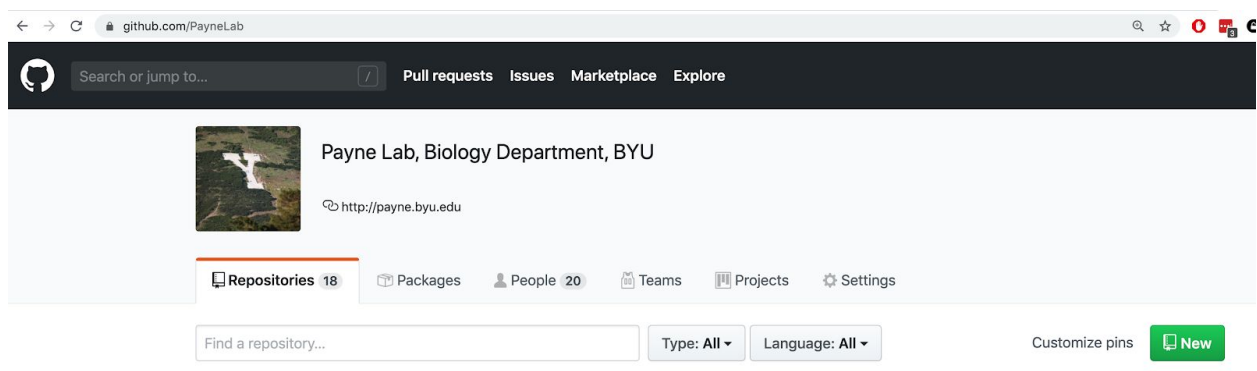 github.com/PayneLab
3
Search or jump to... / Pull requests Issues Marketplace Explore
Y
Payne Lab, Biology Department, BYU
http://payne.byu.edu
Repositories 18 Packages People 20 Teams Projects Settings
Find a repository... Type: All Language: All Customize pins New